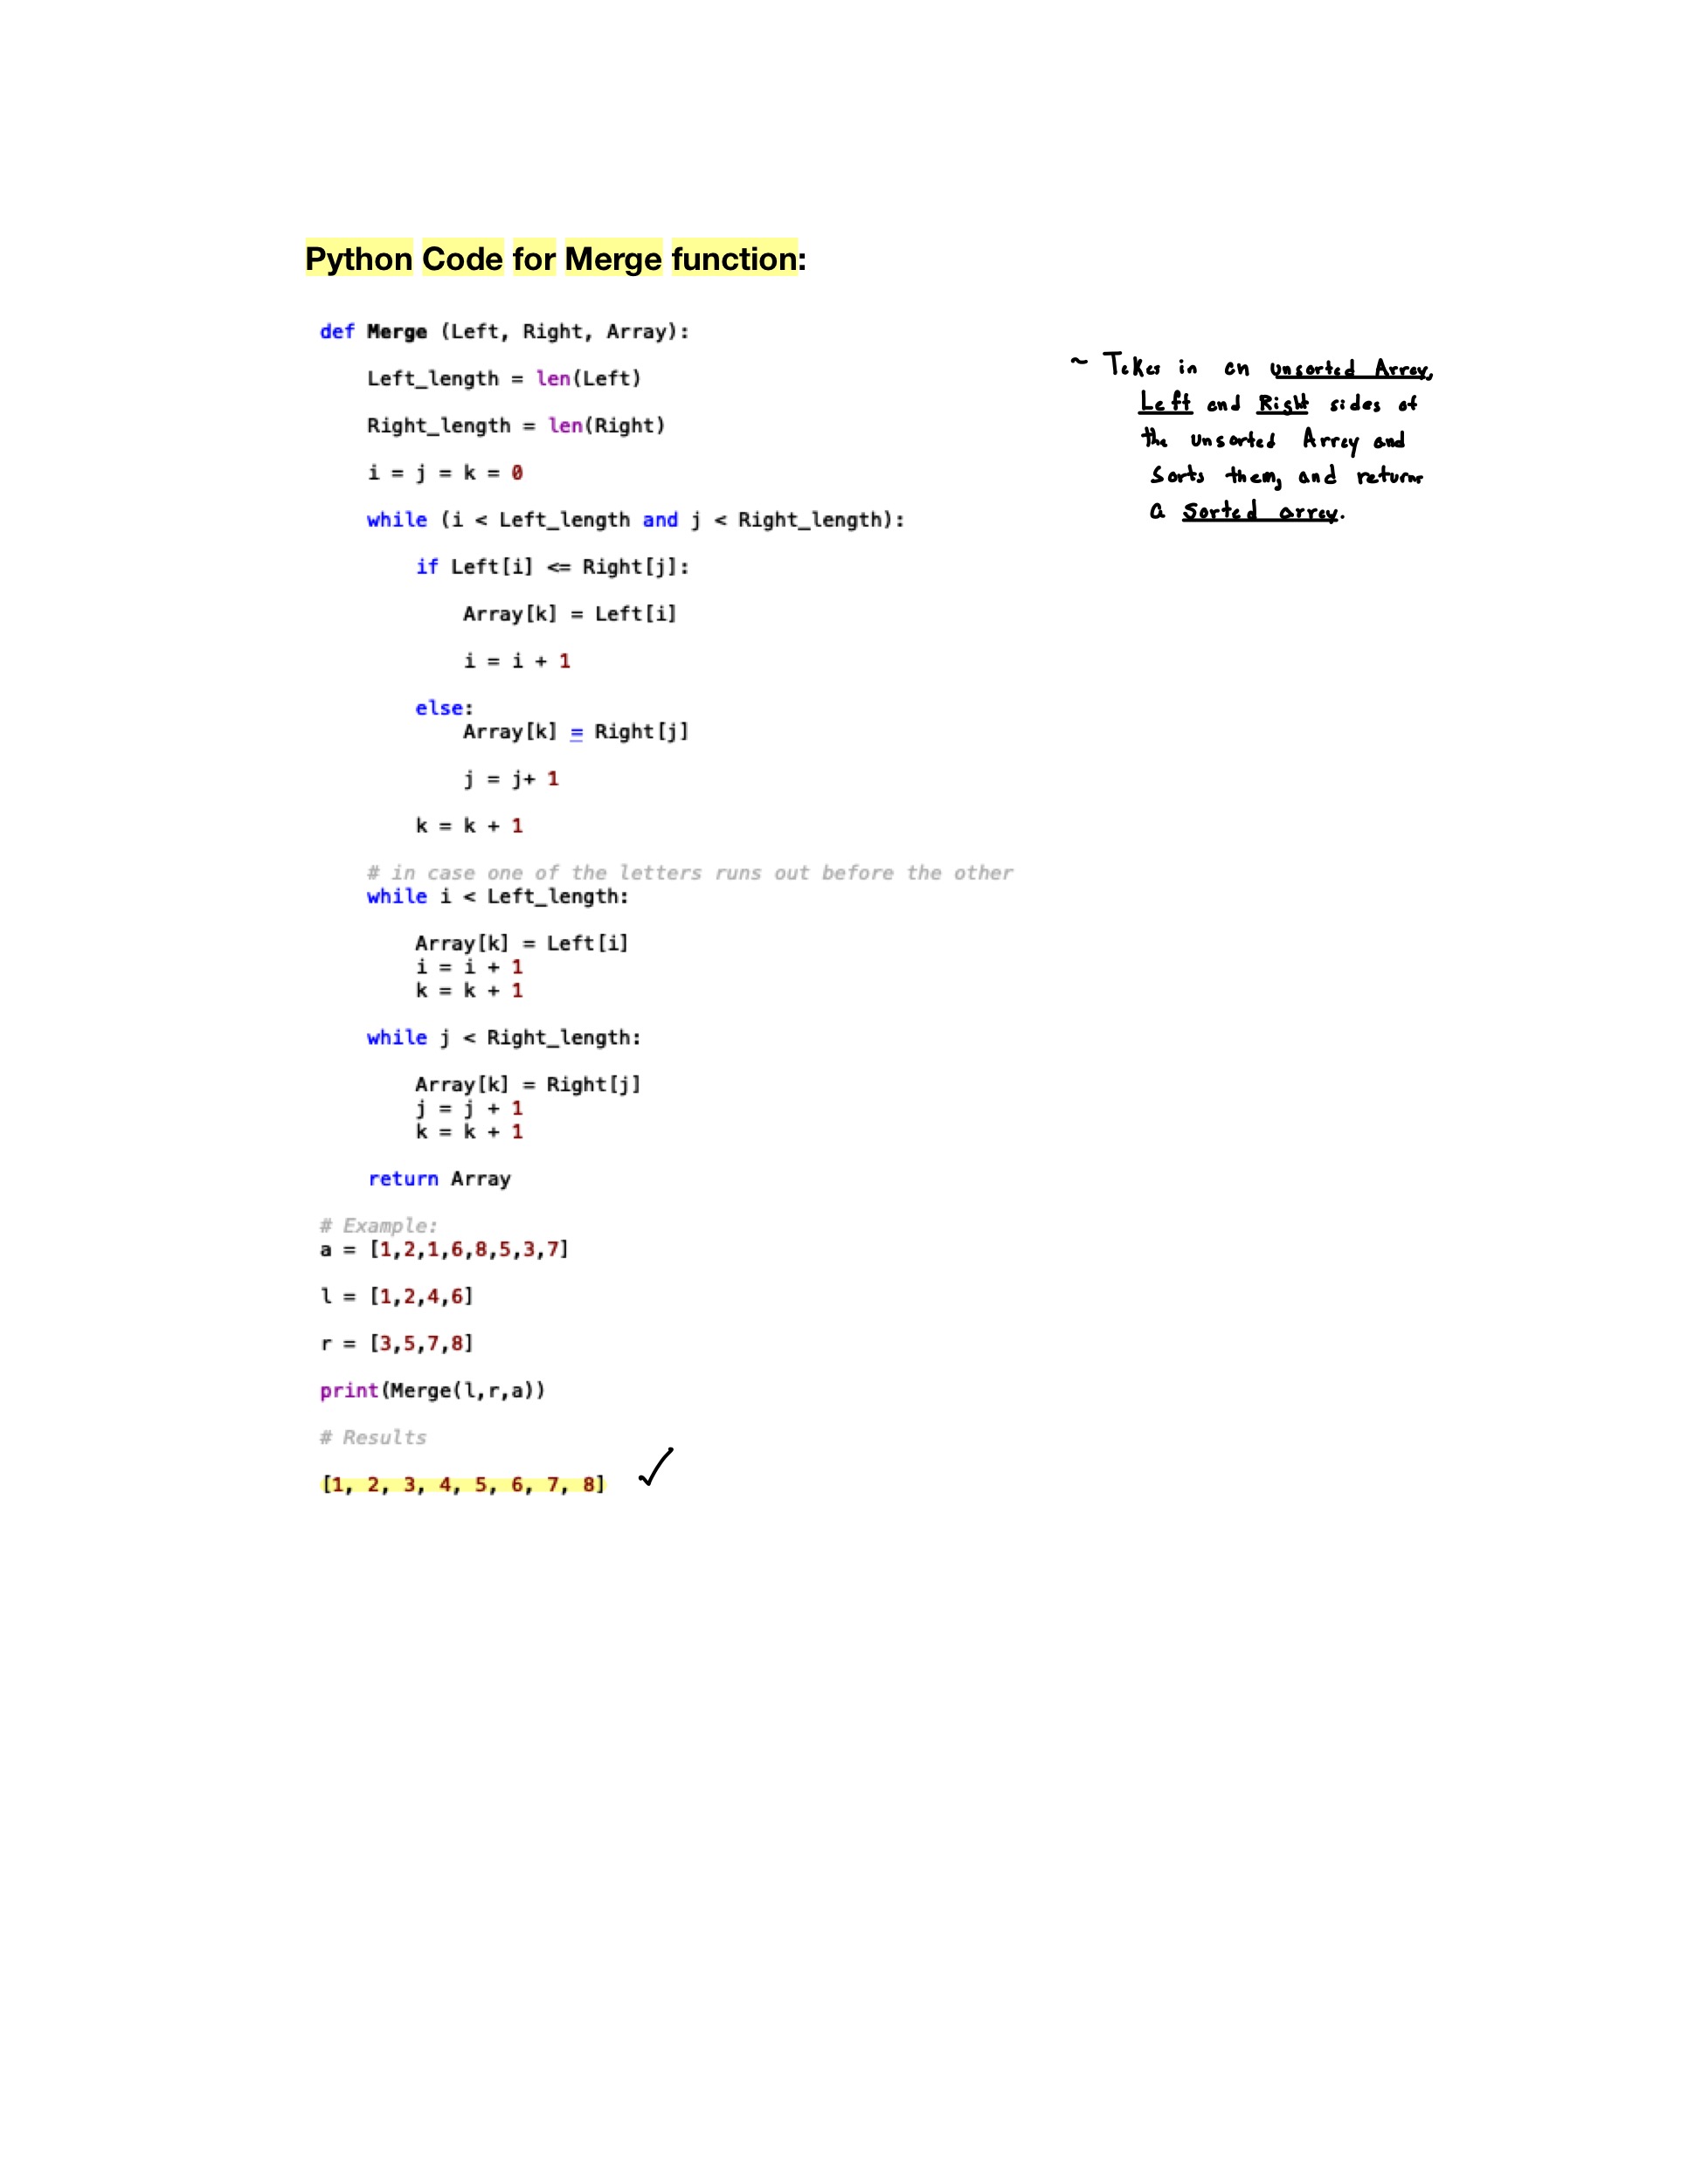 Python Code for Merge function:
def Merge (Left, Right, Array):
    Left_length = len(Left)
    Right_length = len(Right)
    i = j = k = 0
    while (i < Left_length and j < Right_length):
        if Left[i] <= Right[j]:
            Array[k] = Left[i]
            i = i + 1
        else:
            Array[k] = Right[j]
            j = j+ 1
        k = k + 1
    # in case one of the letters runs out before the other
    while i < Left_length:
        Array[k] = Left[i]
        i = i + 1
        k = k + 1
    while j < Right_length:
        Array[k] = Right[j]
        j = j + 1
        k = k + 1
    return Array
# Example:
a = [1,2,1,6,8,5,3,7]
l = [1,2,4,6]
r = [3,5,7,8]
print(Merge(l,r,a))
# Results
[1, 2, 3, 4, 5, 6, 7, 8] ✓
~ Takes in an unsorted Array,
Left and Right sides of
the unsorted Array and
sorts them, and returns
a sorted array.